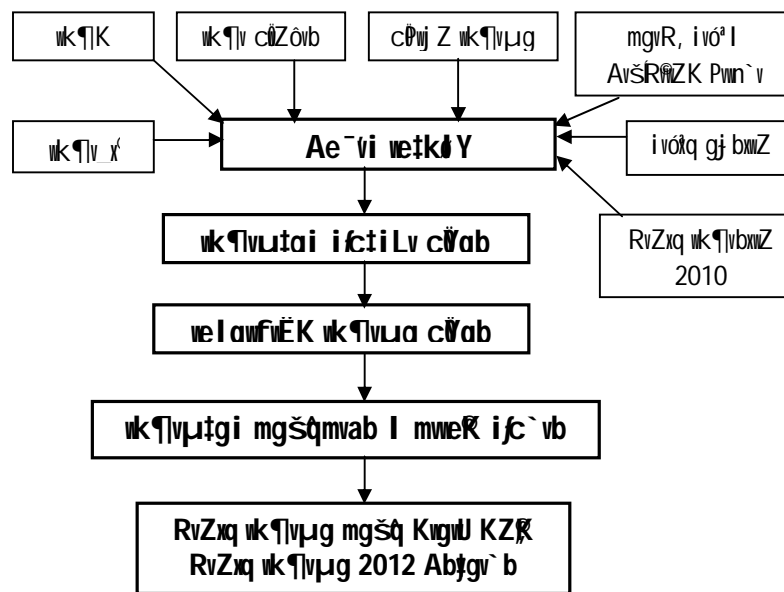 wk¶K
wk¶v cÖwZôvb
cÖPwjZ wk¶vµg
mgvR, ivóª I
AvšÍR©vwZK Pvwn`v
wk¶v_x©
Ae¯’vi we‡kølY
ivóªxq g~j bxwZ
RvZxq wk¶vbxwZ
2010
wk¶vµ‡gi iƒc‡iLv cÖYqb
welqwfwËK wk¶vµg cÖYqb
wk¶vµ‡gi mgš^qmvab I mvwe©K iƒc`vb
RvZxq wk¶vµg mgš^q KwgwU KZ©„K
RvZxq wk¶vµg 2012 Aby‡gv`b